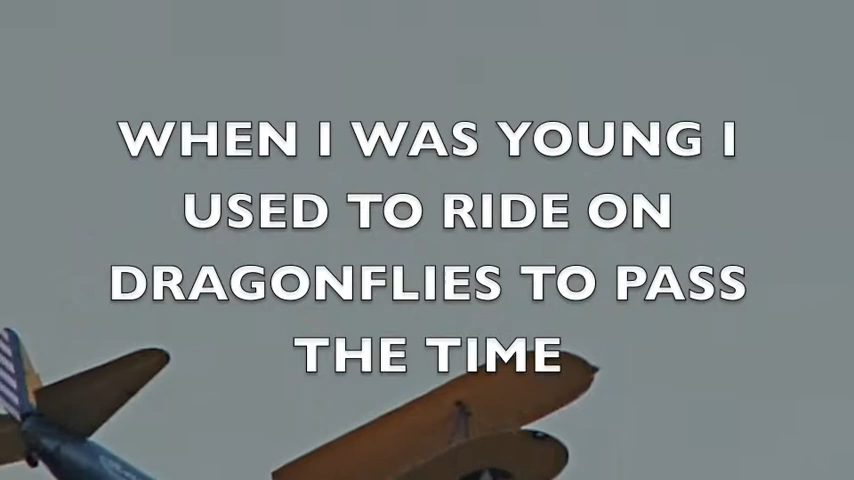 WHEN I WAS YOUNG I
USED TO RIDE ON
DRAGONFLIES TO PASS
THE TIME